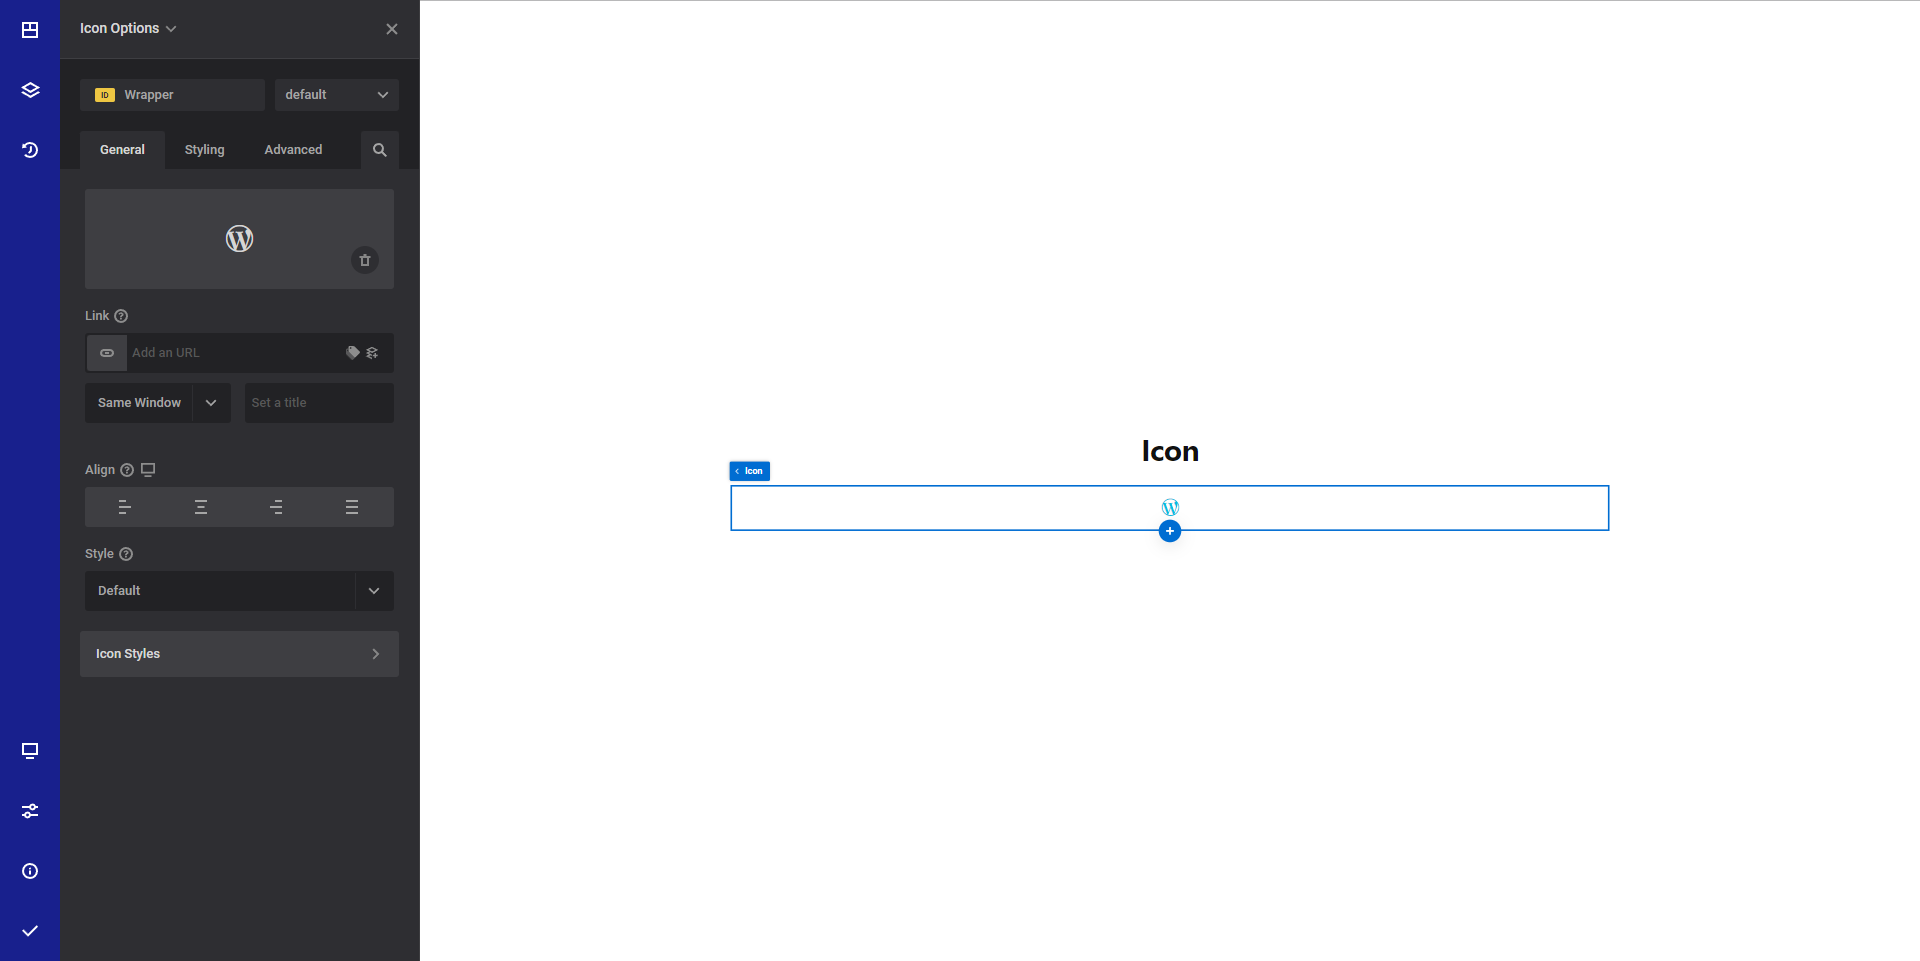 Icon Options
ID Wrapper
default
General
Styling
Advanced
Link
Add an URL
Same Window
Set a title
Align
Style
Default
Icon Styles
Icon
Icon